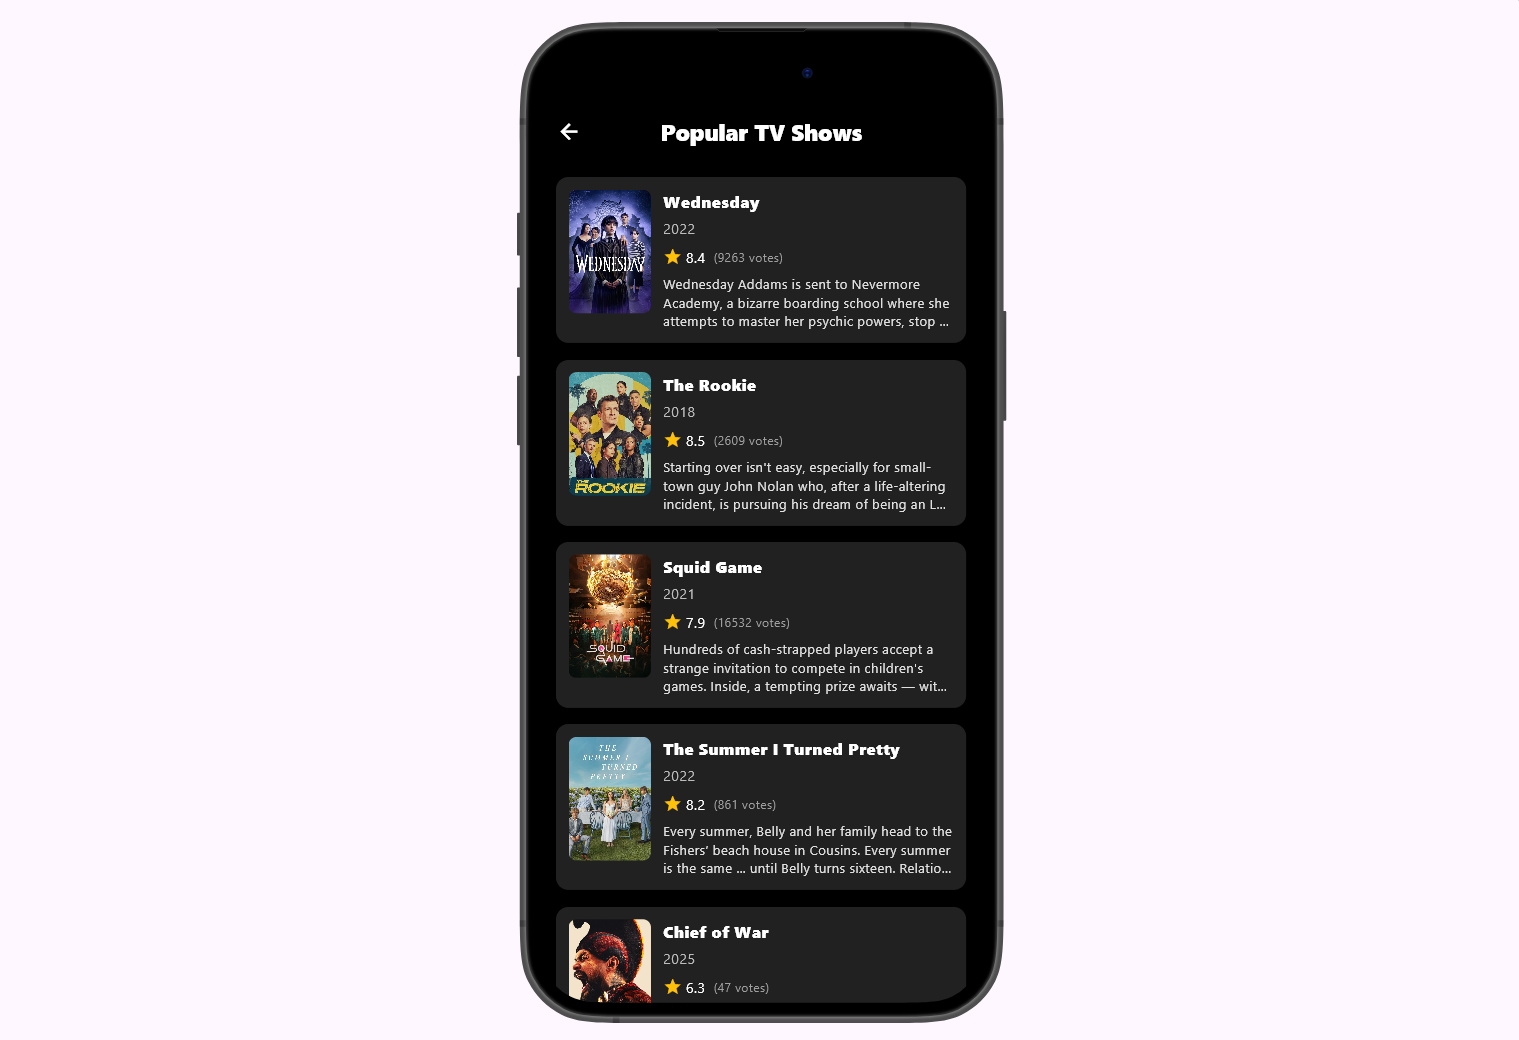 Popular TV Shows
WEDNESDAY
Wednesday
2022
8.4 (9263 votes)
Wednesday Addams is sent to Nevermore
Academy, a bizarre boarding school where she
attempts to master her psychic powers, stop ...
THE
ROOKIE
The Rookie
2018
8.5 (2609 votes)
Starting over isn't easy, especially for small-
town guy John Nolan who, after a life-altering
incident, is pursuing his dream of being an L...
SQUID
GAME
Squid Game
2021
7.9 (16532 votes)
Hundreds of cash-strapped players accept a
strange invitation to compete in children's
games. Inside, a tempting prize awaits — wit...
THE
SUMMER I
TURNED
PRETTY
The Summer I Turned Pretty
2022
8.2 (861 votes)
Every summer, Belly and her family head to the
Fishers' beach house in Cousins. Every summer
is the same ... until Belly turns sixteen. Relatio...
Chief of War
2025
6.3 (47 votes)